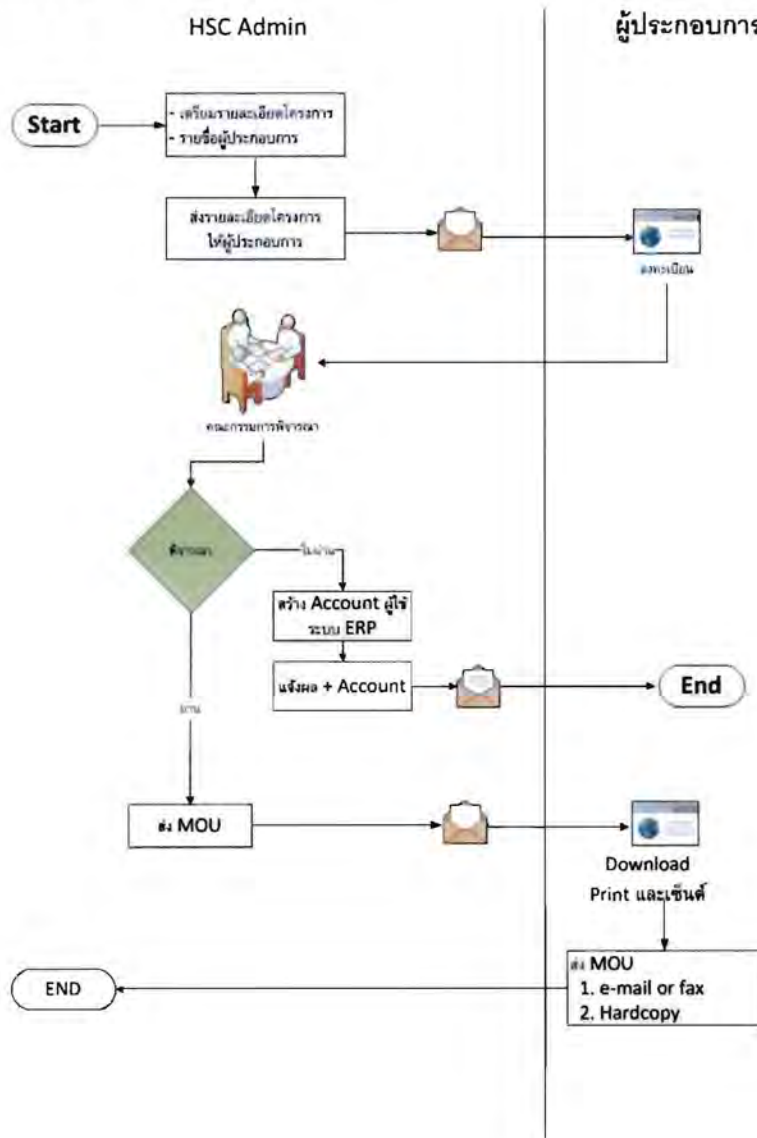 HSC Admin
ผู้ประกอบการ
Start
- เตรียมรายละเอียดโครงการ
- รายชื่อผู้ประกอบการ
ส่งรายละเอียดโครงการ
ให้ผู้ประกอบการ
ลงทะเบียน
คณะกรรมการพิจารณา
พิจารณา
ไม่ผ่าน
สร้าง Account ผู้ใช้
ระบบ ERP
แจ้งผล + Account
End
ผ่าน
ส่ง MOU
Download
Print และเซ็นต์
ส่ง MOU
1. e-mail or fax
2. Hardcopy
END